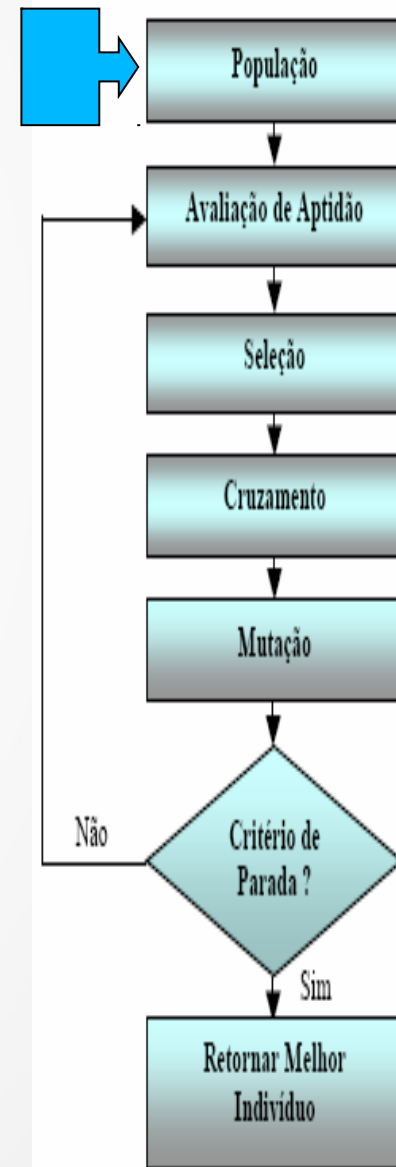 População
Avaliação de Aptidão
Seleção
Cruzamento
Mutação
Não
Critério de
Parada ?
Sim
Retornar Melhor
Indivíduo